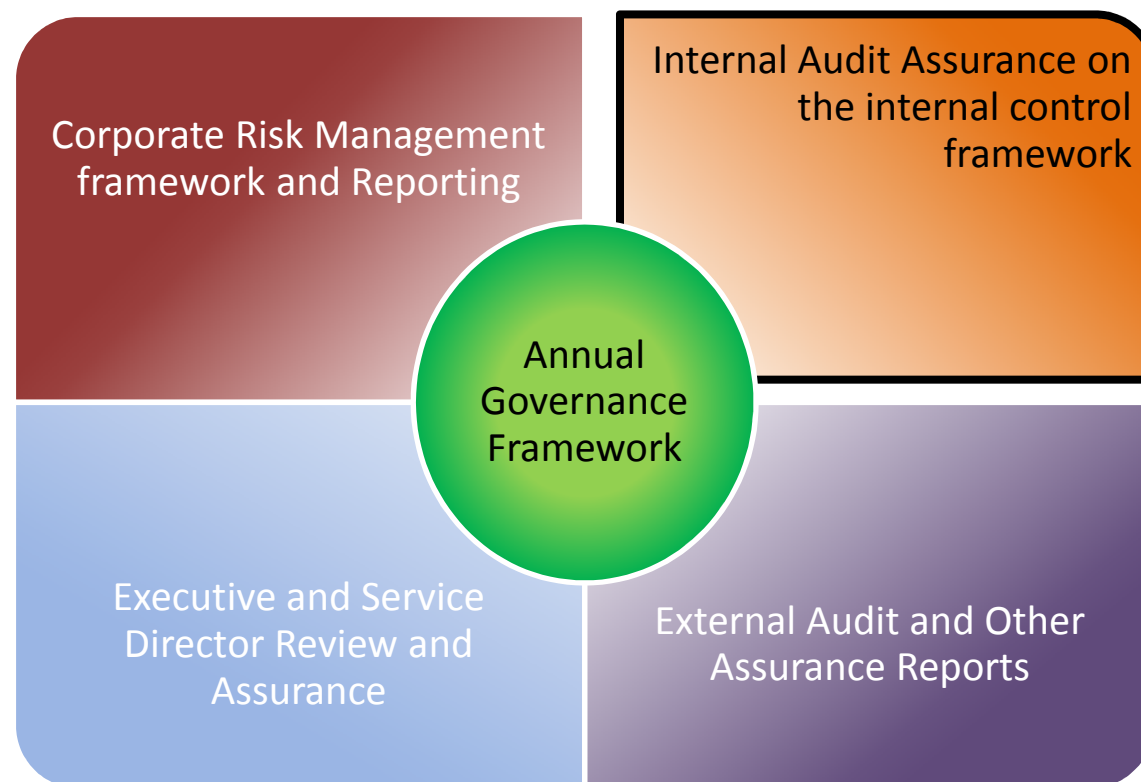 Corporate Risk Management
framework and Reporting
Internal Audit Assurance on
the internal control
framework
Annual
Governance
Framework
Executive and Service
Director Review and
Assurance
External Audit and Other
Assurance Reports